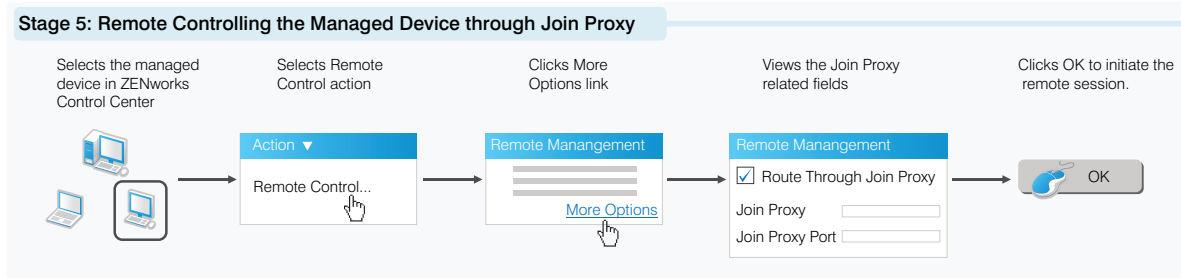 Stage 5: Remote Controlling the Managed Device through Join Proxy
Selects the managed
device in ZENworks
Control Center
Selects Remote
Control action
Clicks More
Options link
Views the Join Proxy
related fields
Clicks OK to initiate the
remote session.
Action ▼
Remote Control...
Remote Manangement
More Options
Remote Manangement
Route Through Join Proxy
Join Proxy
Join Proxy Port
OK